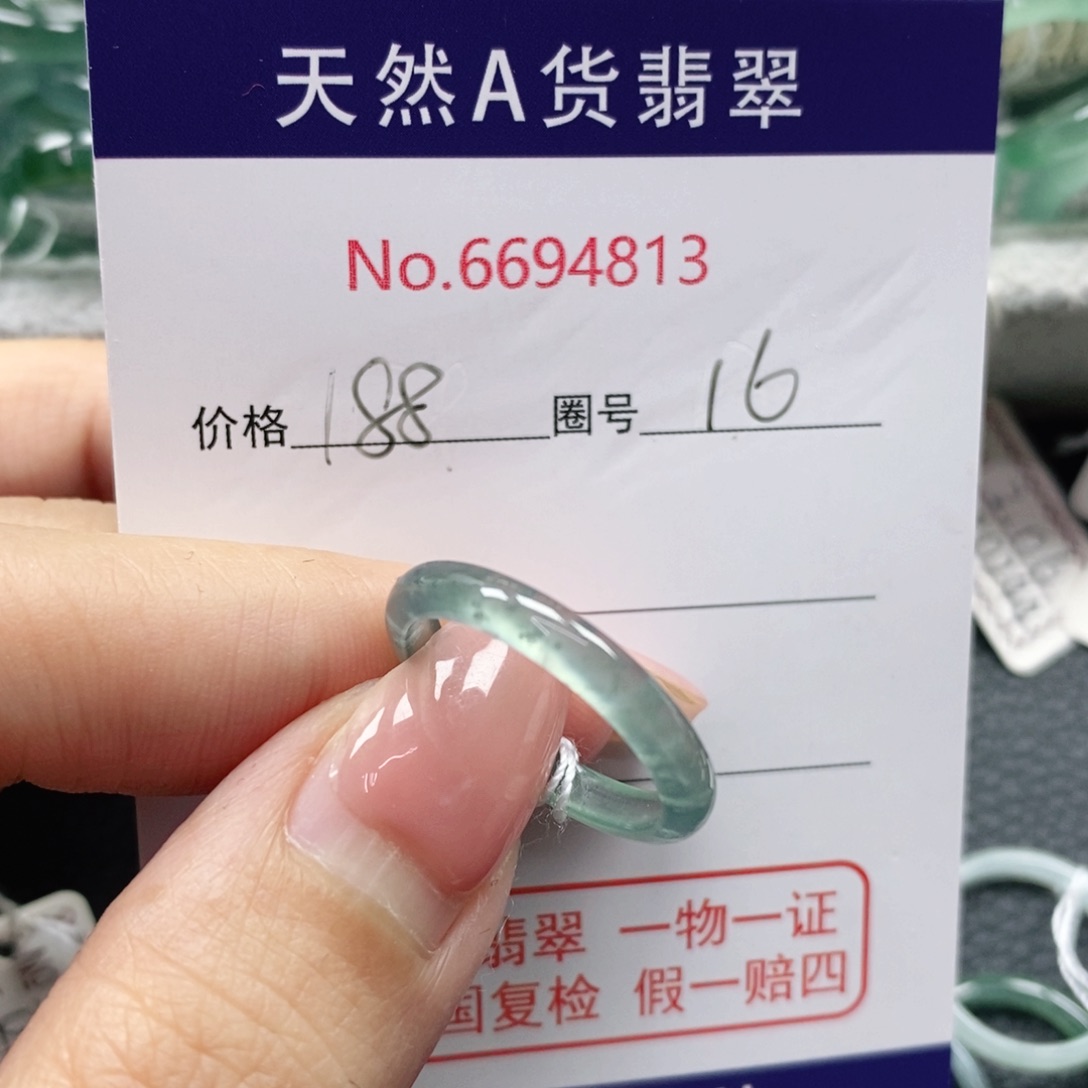 天然A货翡翠
No.6694813
价格 188 圈号 16
翡翠 一物一证
国复检 假一赔四